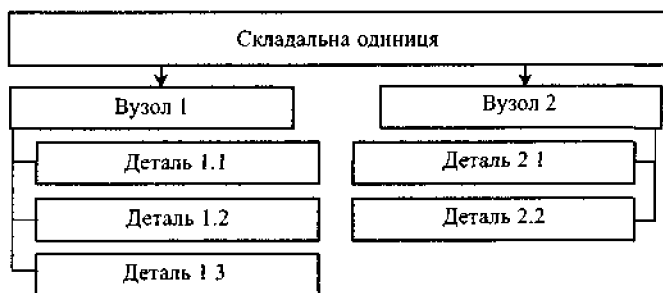 Складальна одиниця
Вузол 1
Вузол 2
Деталь 1.1
Деталь 2 1
Деталь 1.2
Деталь 2.2
Деталь 1 3